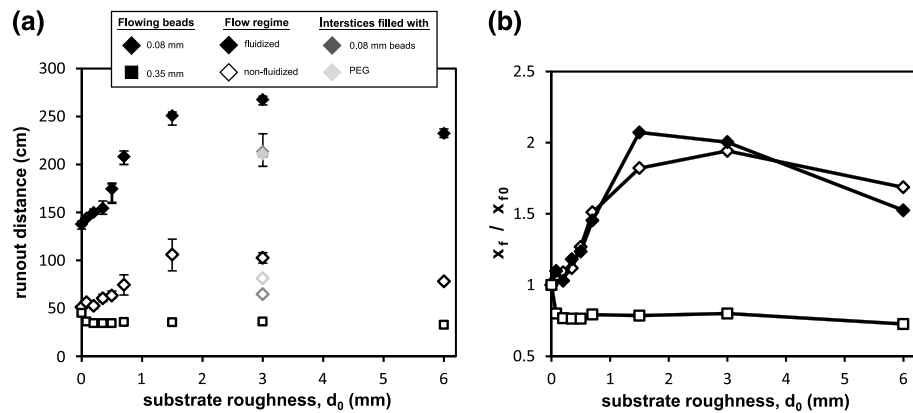 (a)
Flowing beads
Flow regime
Interstices filled with
0.08 mm
fluidized
0.08 mm beads
0.35 mm
non-fluidized
PEG
300
250
200
150
100
50
0
runout distance (cm)
0 1 2 3 4 5 6
substrate roughness, d0 (mm)
(b)
2.5
2
1.5
1
0.5
xf / xf0
0 1 2 3 4 5 6
substrate roughness, d0 (mm)